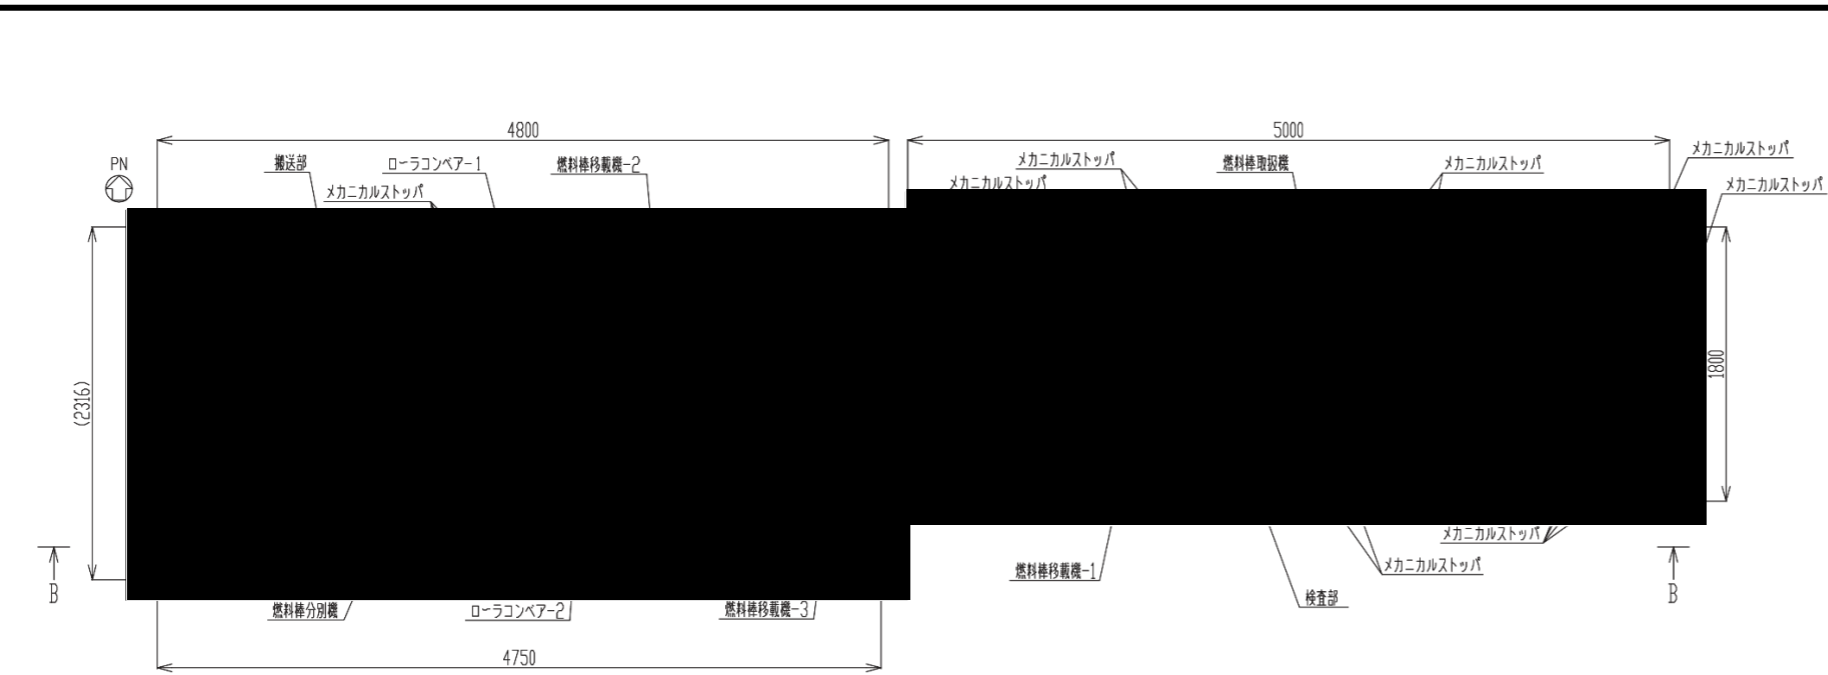 4800
5000
PN
搬送部
ローラコンベア-1
燃料棒移載機-2
メカニカルストッパ
メカニカルストッパ
メカニカルストッパ
燃料棒取扱機
メカニカルストッパ
メカニカルストッパ
メカニカルストッパ
(2316)
1800
B
燃料棒分別機
ローラコンベア-2
燃料棒移載機-3
燃料棒移載機-1
検査部
メカニカルストッパ
メカニカルストッパ
B
4750